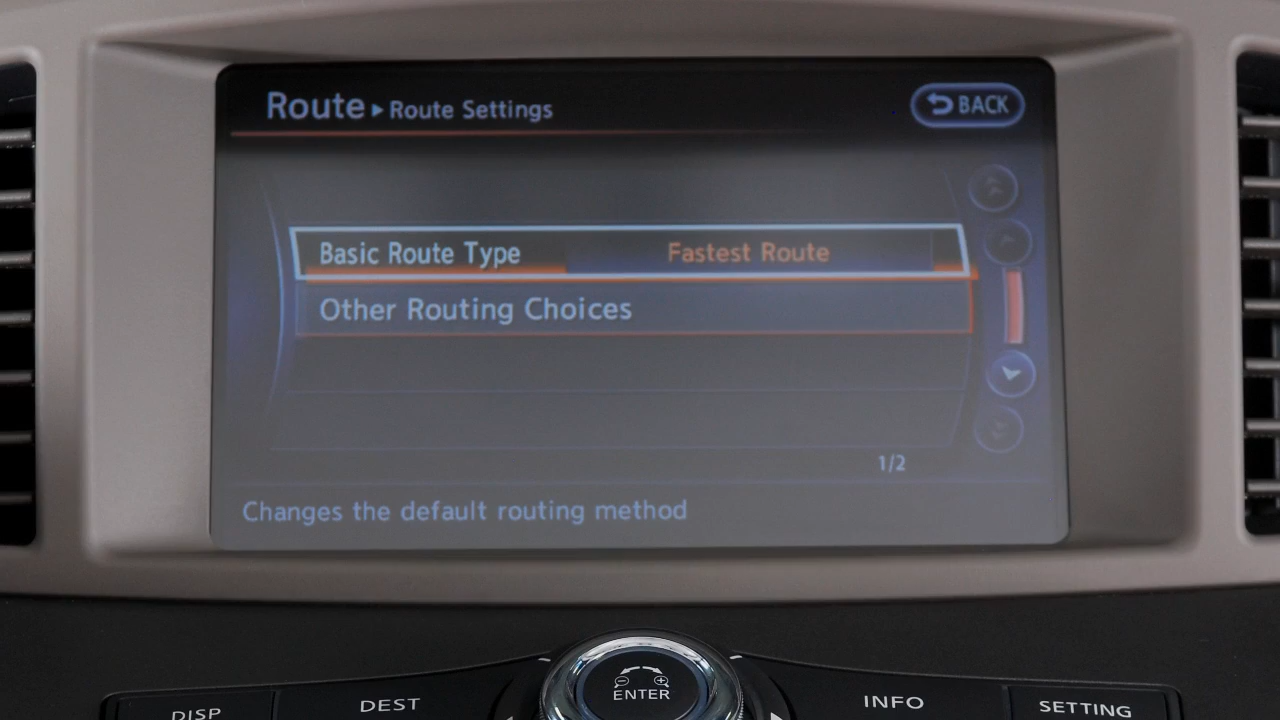 Route ▸ Route Settings
BACK
Basic Route Type Fastest Route
Other Routing Choices
1/2
Changes the default routing method
ENTER
DISP
DEST
INFO
SETTING